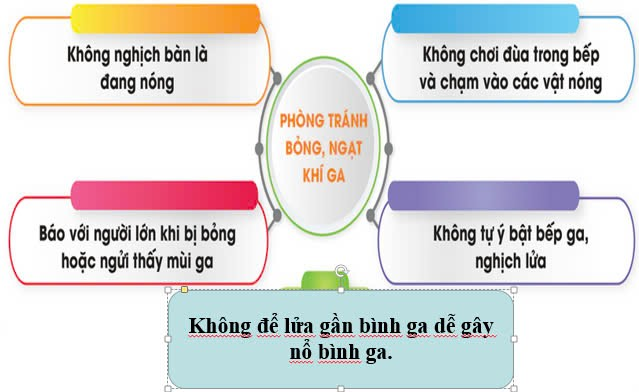 Không nghịch bàn là
đang nóng
Không chơi đùa trong bếp
và chạm vào các vật nóng
PHÒNG TRÁNH
BỎNG, NGẠT
KHÍ GA
Báo với người lớn khi bị bỏng
hoặc ngửi thấy mùi ga
Không tự ý bật bếp ga,
nghịch lửa
Không để lửa gần bình ga dễ gây
nổ bình ga.